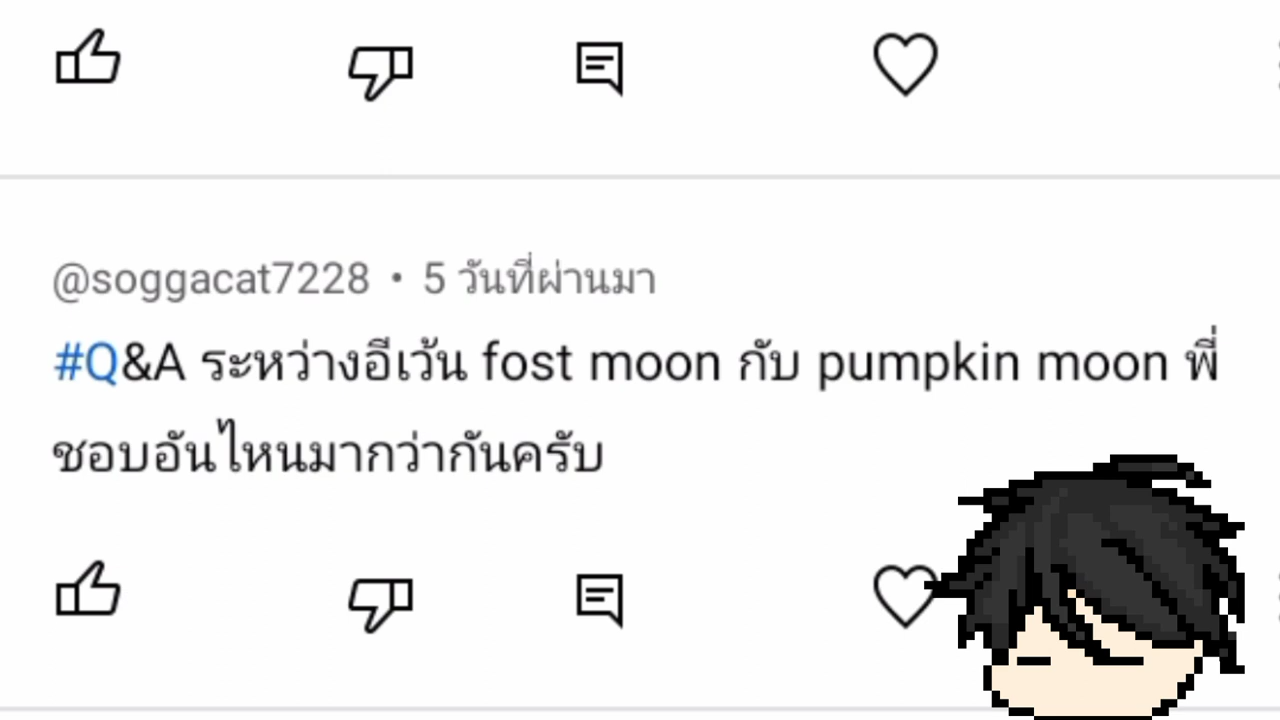 @soggacat7228 • 5 วันที่ผ่านมา
#Q&A ระหว่างอีเว้น fost moon กับ pumpkin moon พี่
ชอบอันไหนมากว่ากันครับ